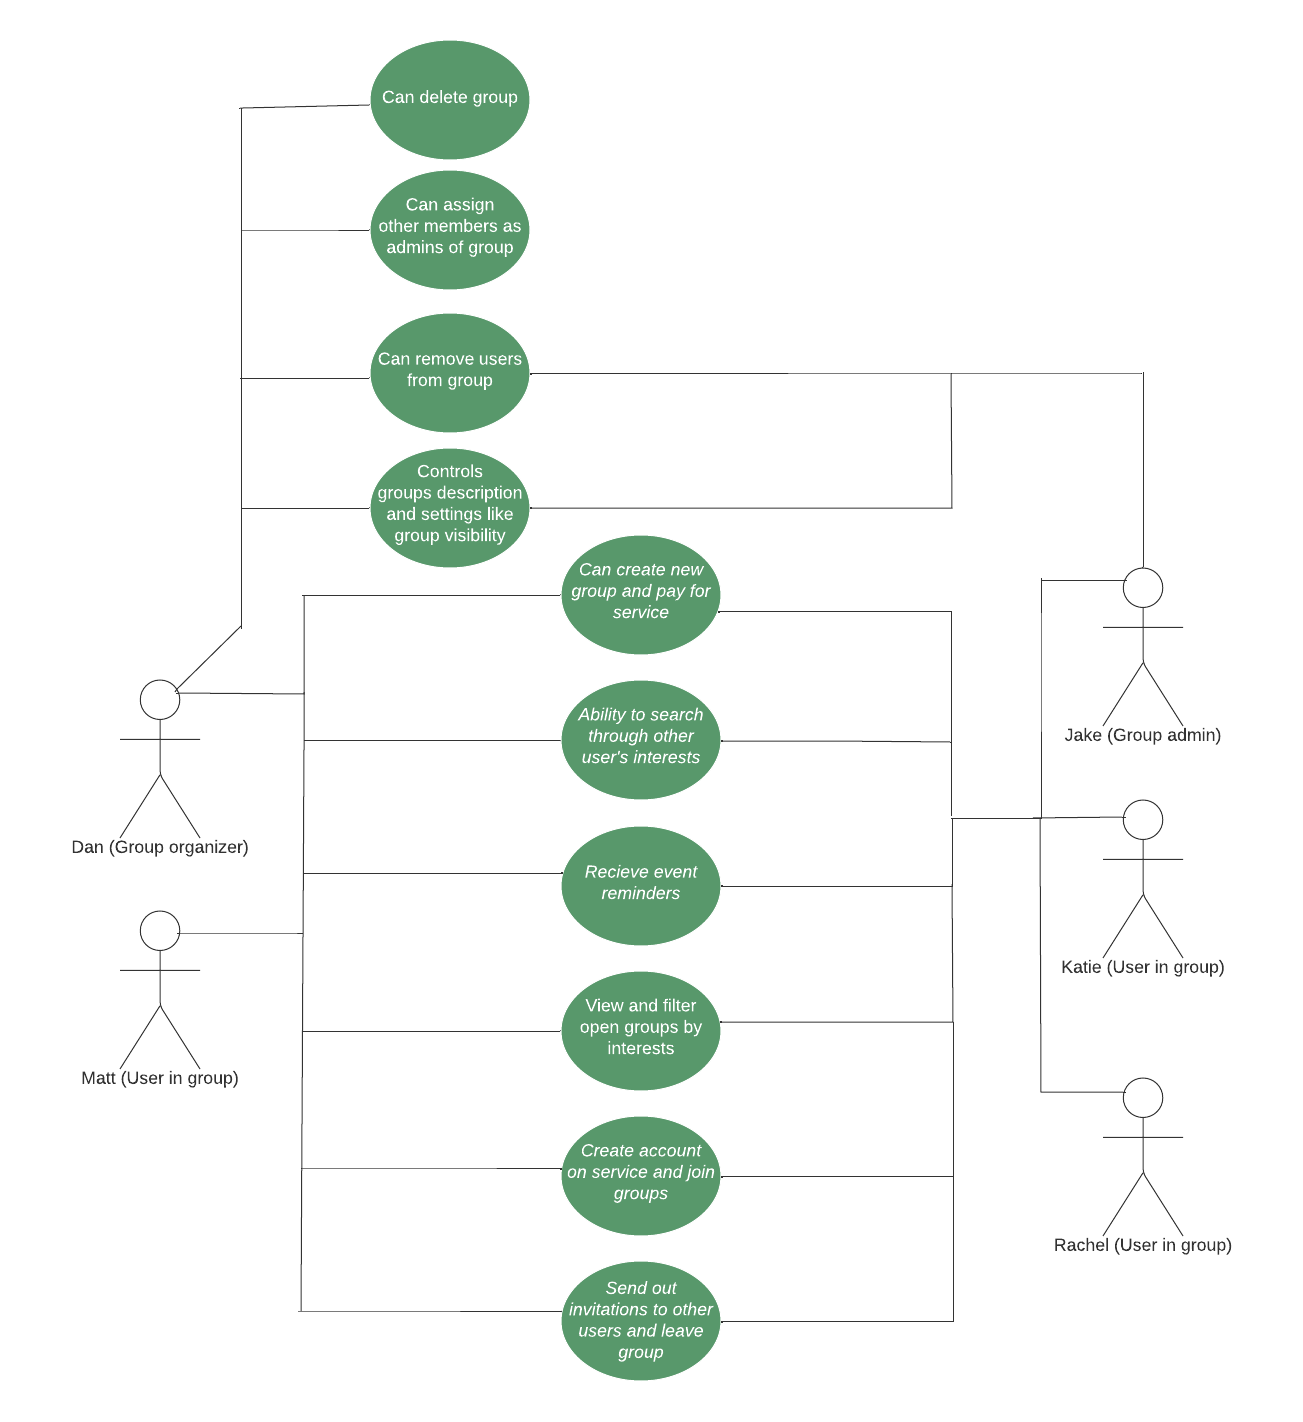 Can delete group
Can assign
other members as
admins of group
Can remove users
from group
Controls
groups description
and settings like
group visibility
Can create new
group and pay for
service
Ability to search
through other
user's interests
Jake (Group admin)
Dan (Group organizer)
Recieve event
reminders
Katie (User in group)
View and filter
open groups by
interests
Matt (User in group)
Create account
on service and join
groups
Rachel (User in group)
Send out
invitations to other
users and leave
group